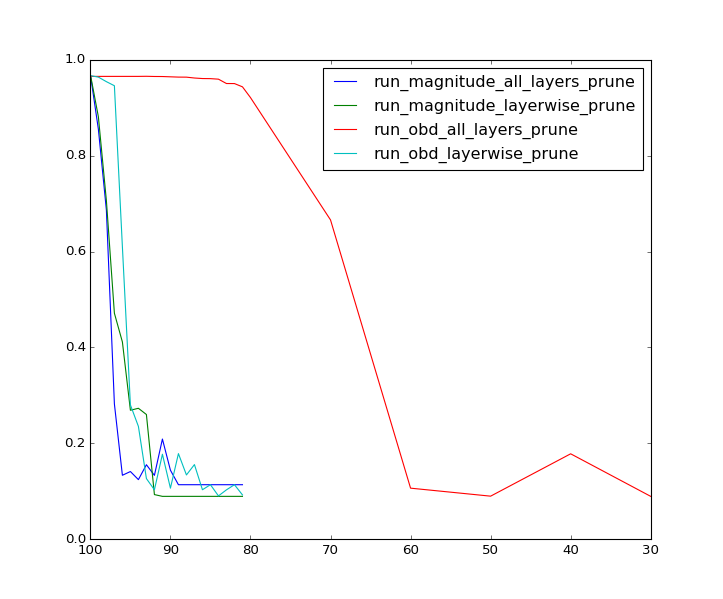 1.0
0.8
0.6
0.4
0.2
0.0
run_magnitude_all_layers_prune
run_magnitude_layerwise_prune
run_obd_all_layers_prune
run_obd_layerwise_prune
100 90 80 70 60 50 40 30